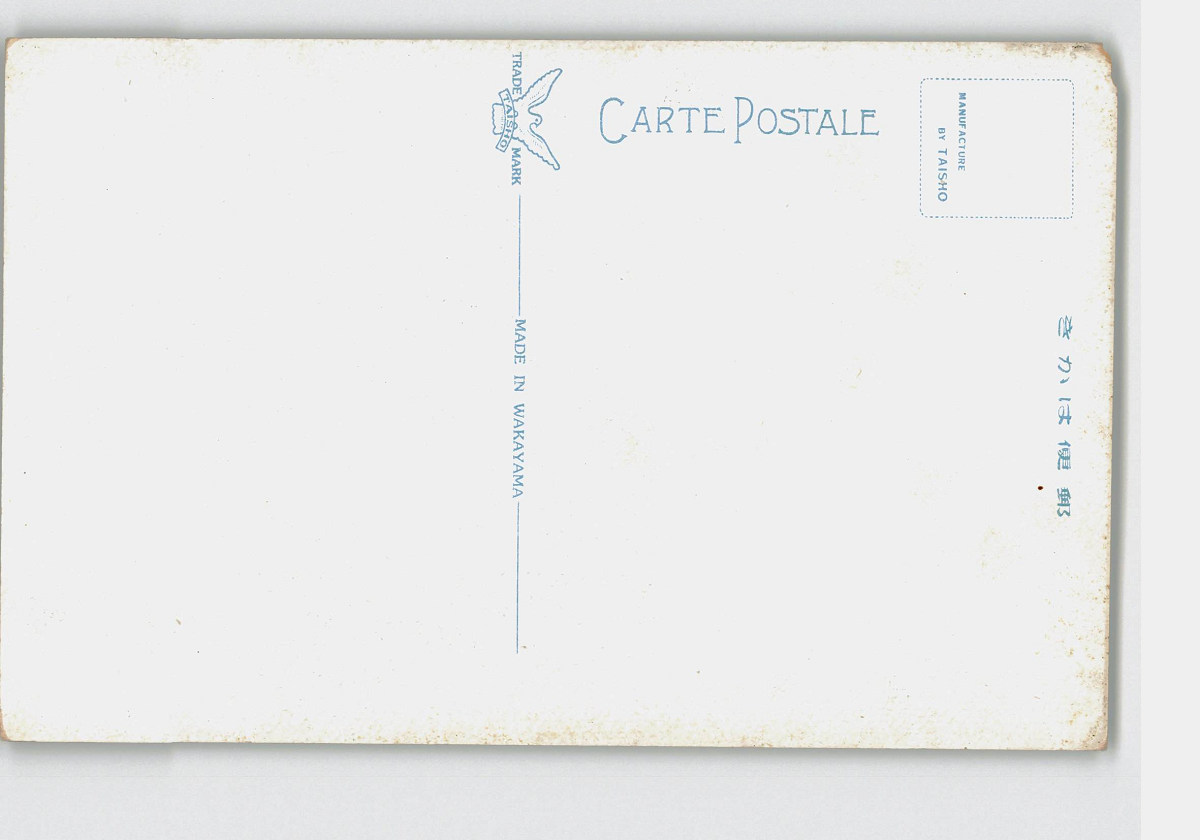 CARTE POSTALE
MANUFACTURE
BY TAISHO
TRADE MARK
TAISHO
MADE IN WAKAYAMA
きかは便郵